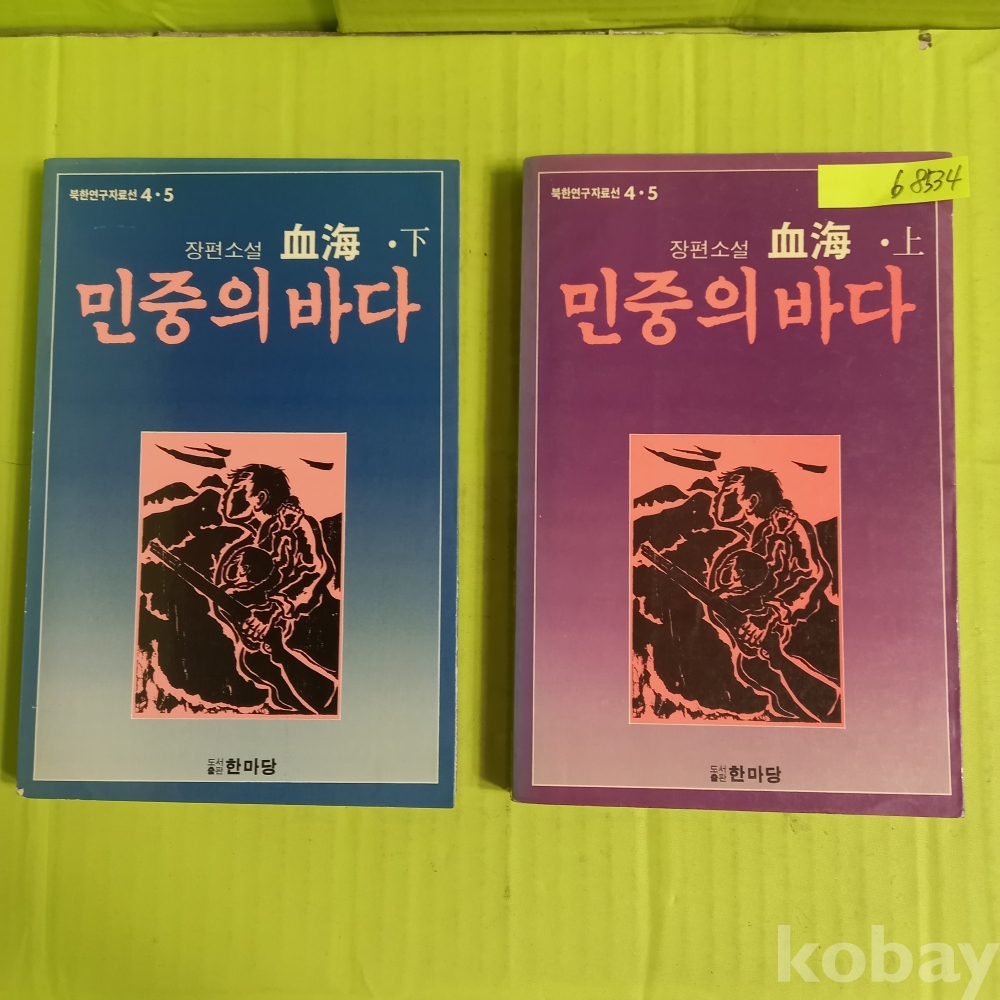 북한연구자료선 4·5
장편소설 血海 ·下
민중의 바다
도서출판 한마당
북한연구자료선 4·5
장편소설 血海 ·上
민중의 바다
도서출판 한마당
68534
kobay